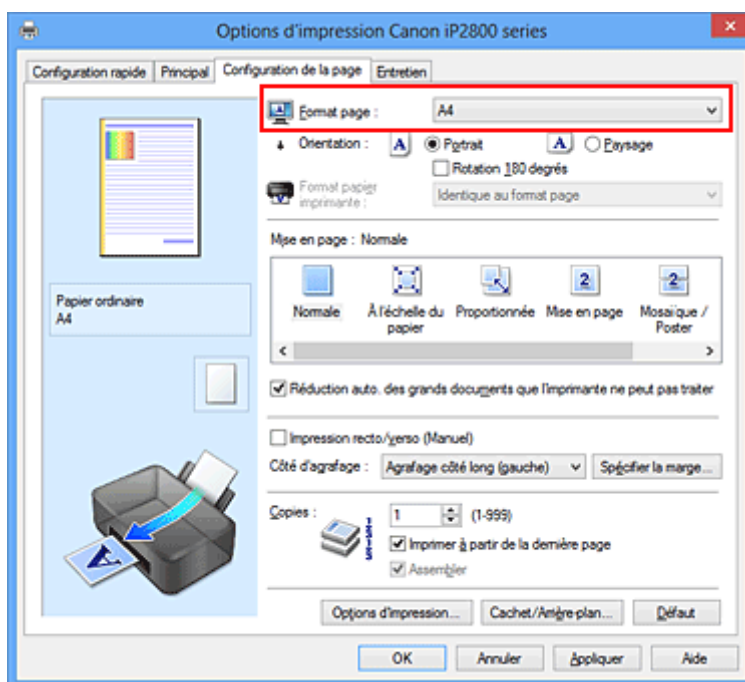 Options d'impression Canon iP2800 series
Configuration rapide Principal Configuration de la page Entretien
Format page : A4
Orientation : A Portrait A Paysage
Rotation 180 degrés
Format papier imprimante : Identique au format page
Mise en page : Normale
Normale À l'échelle du papier Proportionnée Mise en page Mosaïque / Poster
Papier ordinaire
A4
Réduction auto. des grands documents que l'imprimante ne peut pas traiter
Impression recto/verso (Manuel)
Côté d'agrafage : Agrafage côté long (gauche) Spécifier la marge...
Copies : 1 (1-999)
Imprimer à partir de la dernière page
Assembler
Options d'impression... Cachet/Arrière-plan... Défaut
OK Annuler Appliquer Aide